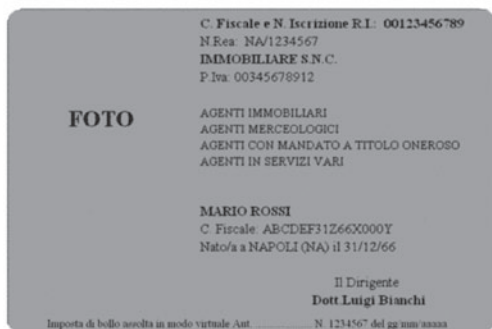 C. Fiscale e N. Iscrizione R.I.: 00123456789
N.Rea: NA/1234567
IMMOBILIARE S.N.C.
P.Iva: 00345678912
FOTO
AGENTI IMMOBILIARI
AGENTI MERCEOLOGICI
AGENTI CON MANDATO A TITOLO ONEROSO
AGENTI IN SERVIZI VARI
MARIO ROSSI
C. Fiscale: ABCDEF31Z66X000Y
Nato/a a NAPOLI (NA) il 31/12/66
Il Dirigente
Dott.Luigi Bianchi
Imposta di bollo assolta in modo virtuale Aut. .................... N. 1234567 del gg/mm/aaaaa